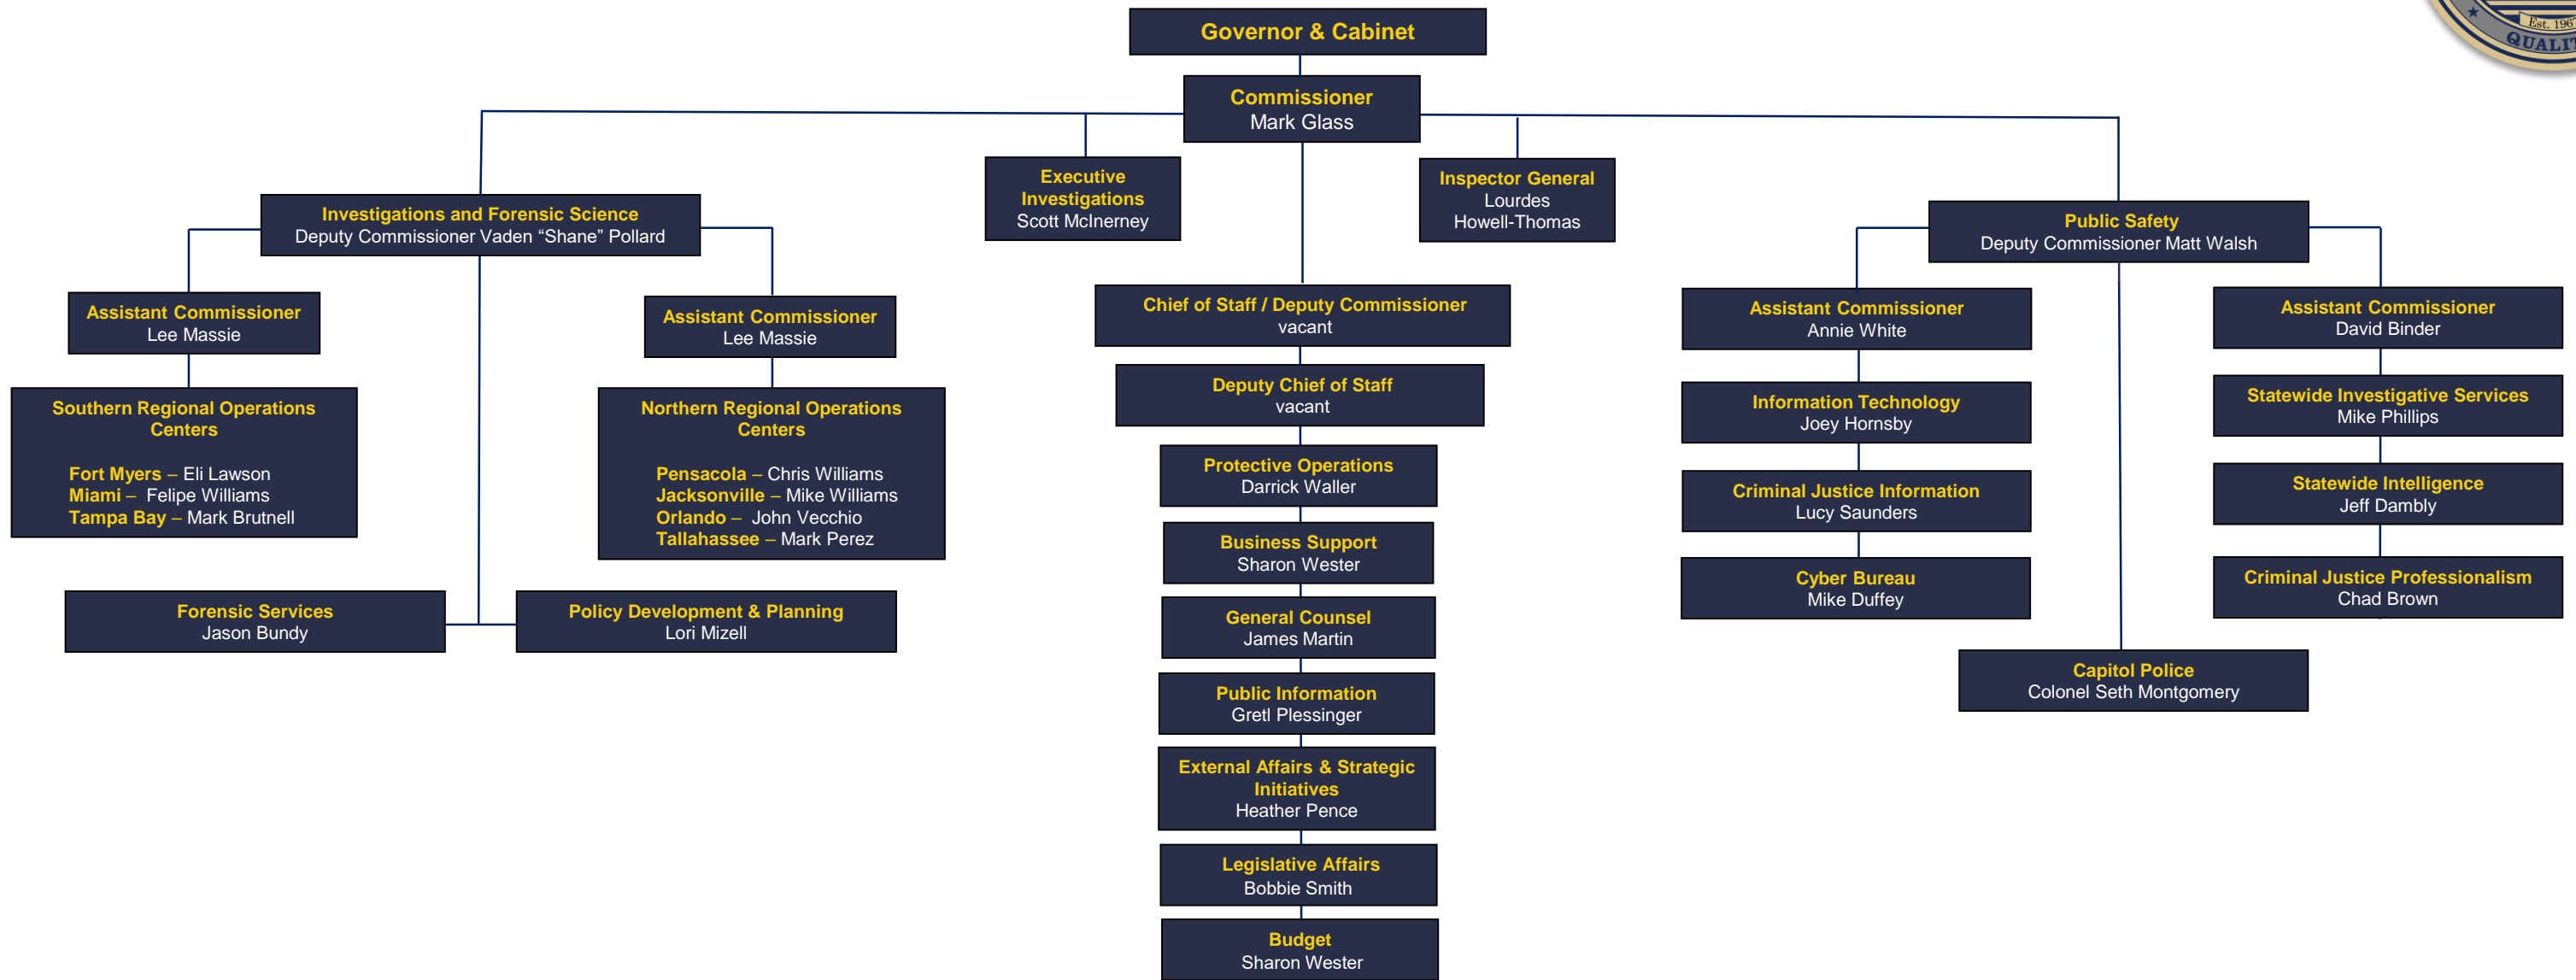 Est. 196
Governor & Cabinet
Commissioner
Mark Glass
Executive
Investigations
Scott McInerney
Inspector General
Lourdes
Howell-Thomas
Investigations and Forensic Science
Deputy Commissioner Vaden “Shane” Pollard
Public Safety
Deputy Commissioner Matt Walsh
Assistant Commissioner
Lee Massie
Assistant Commissioner
Lee Massie
Southern Regional Operations
Centers
Fort Myers – Eli Lawson
Miami – Felipe Williams
Tampa Bay – Mark Brutnell
Northern Regional Operations
Centers
Pensacola – Chris Williams
Jacksonville – Mike Williams
Orlando – John Vecchio
Tallahassee – Mark Perez
Forensic Services
Jason Bundy
Policy Development & Planning
Lori Mizell
Chief of Staff / Deputy Commissioner
vacant
Deputy Chief of Staff
vacant
Protective Operations
Darrick Waller
Business Support
Sharon Wester
General Counsel
James Martin
Public Information
Gretl Plessinger
External Affairs & Strategic
Initiatives
Heather Pence
Legislative Affairs
Bobbie Smith
Budget
Sharon Wester
Assistant Commissioner
Annie White
Information Technology
Joey Hornsby
Criminal Justice Information
Lucy Saunders
Cyber Bureau
Mike Duffey
Assistant Commissioner
David Binder
Statewide Investigative Services
Mike Phillips
Statewide Intelligence
Jeff Dambly
Criminal Justice Professionalism
Chad Brown
Capitol Police
Colonel Seth Montgomery